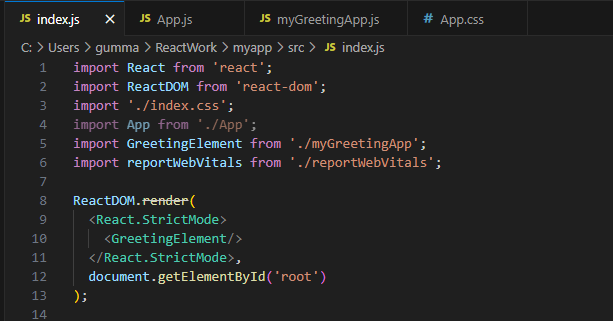 JS index.js × JS App.js JS myGreetingApp.js # App.css
C: > Users > gumma > ReactWork > myapp > src > JS index.js
1 import React from 'react';
2 import ReactDOM from 'react-dom';
3 import './index.css';
4 import App from './App';
5 import GreetingElement from './myGreetingApp';
6 import reportWebVitals from './reportWebVitals';
7
8 ReactDOM.render(
9 <React.StrictMode>
10 <GreetingElement/>
11 </React.StrictMode>,
12 document.getElementById('root')
13 );
14